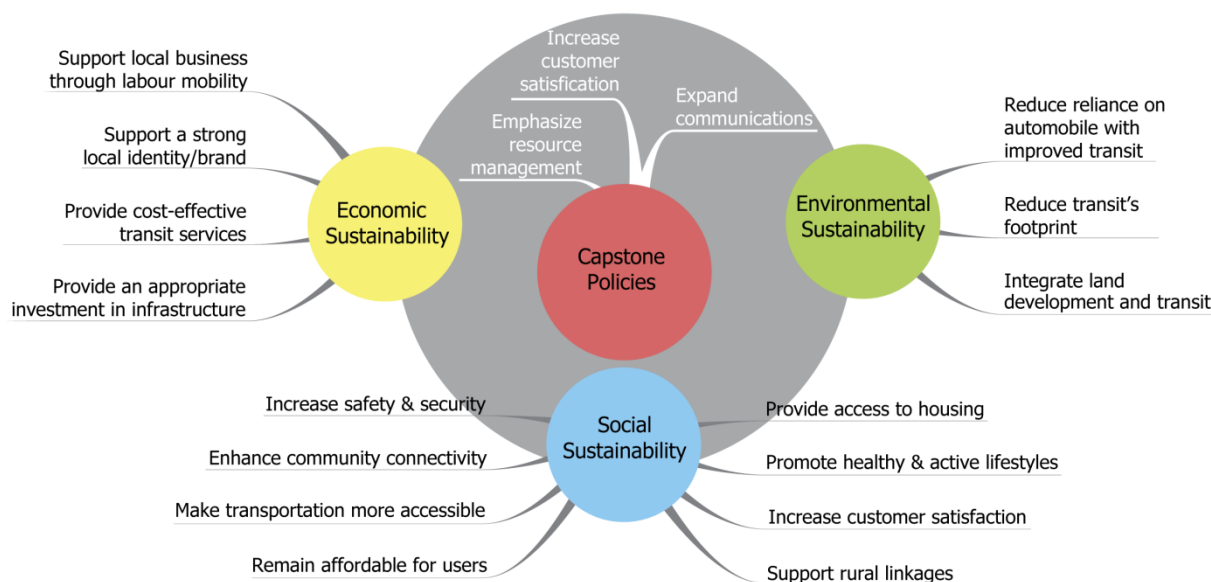 Support local business
through labour mobility
Support a strong
local identity/brand
Provide cost-effective
transit services
Provide an appropriate
investment in infrastructure
Economic
Sustainability
Increase
customer
satisfication
Expand
communications
Emphasize
resource
management
Capstone
Policies
Environmental
Sustainability
Reduce reliance on
automobile with
improved transit
Reduce transit's
footprint
Integrate land
development and transit
Social
Sustainability
Increase safety & security
Enhance community connectivity
Make transportation more accessible
Remain affordable for users
Provide access to housing
Promote healthy & active lifestyles
Increase customer satisfaction
Support rural linkages